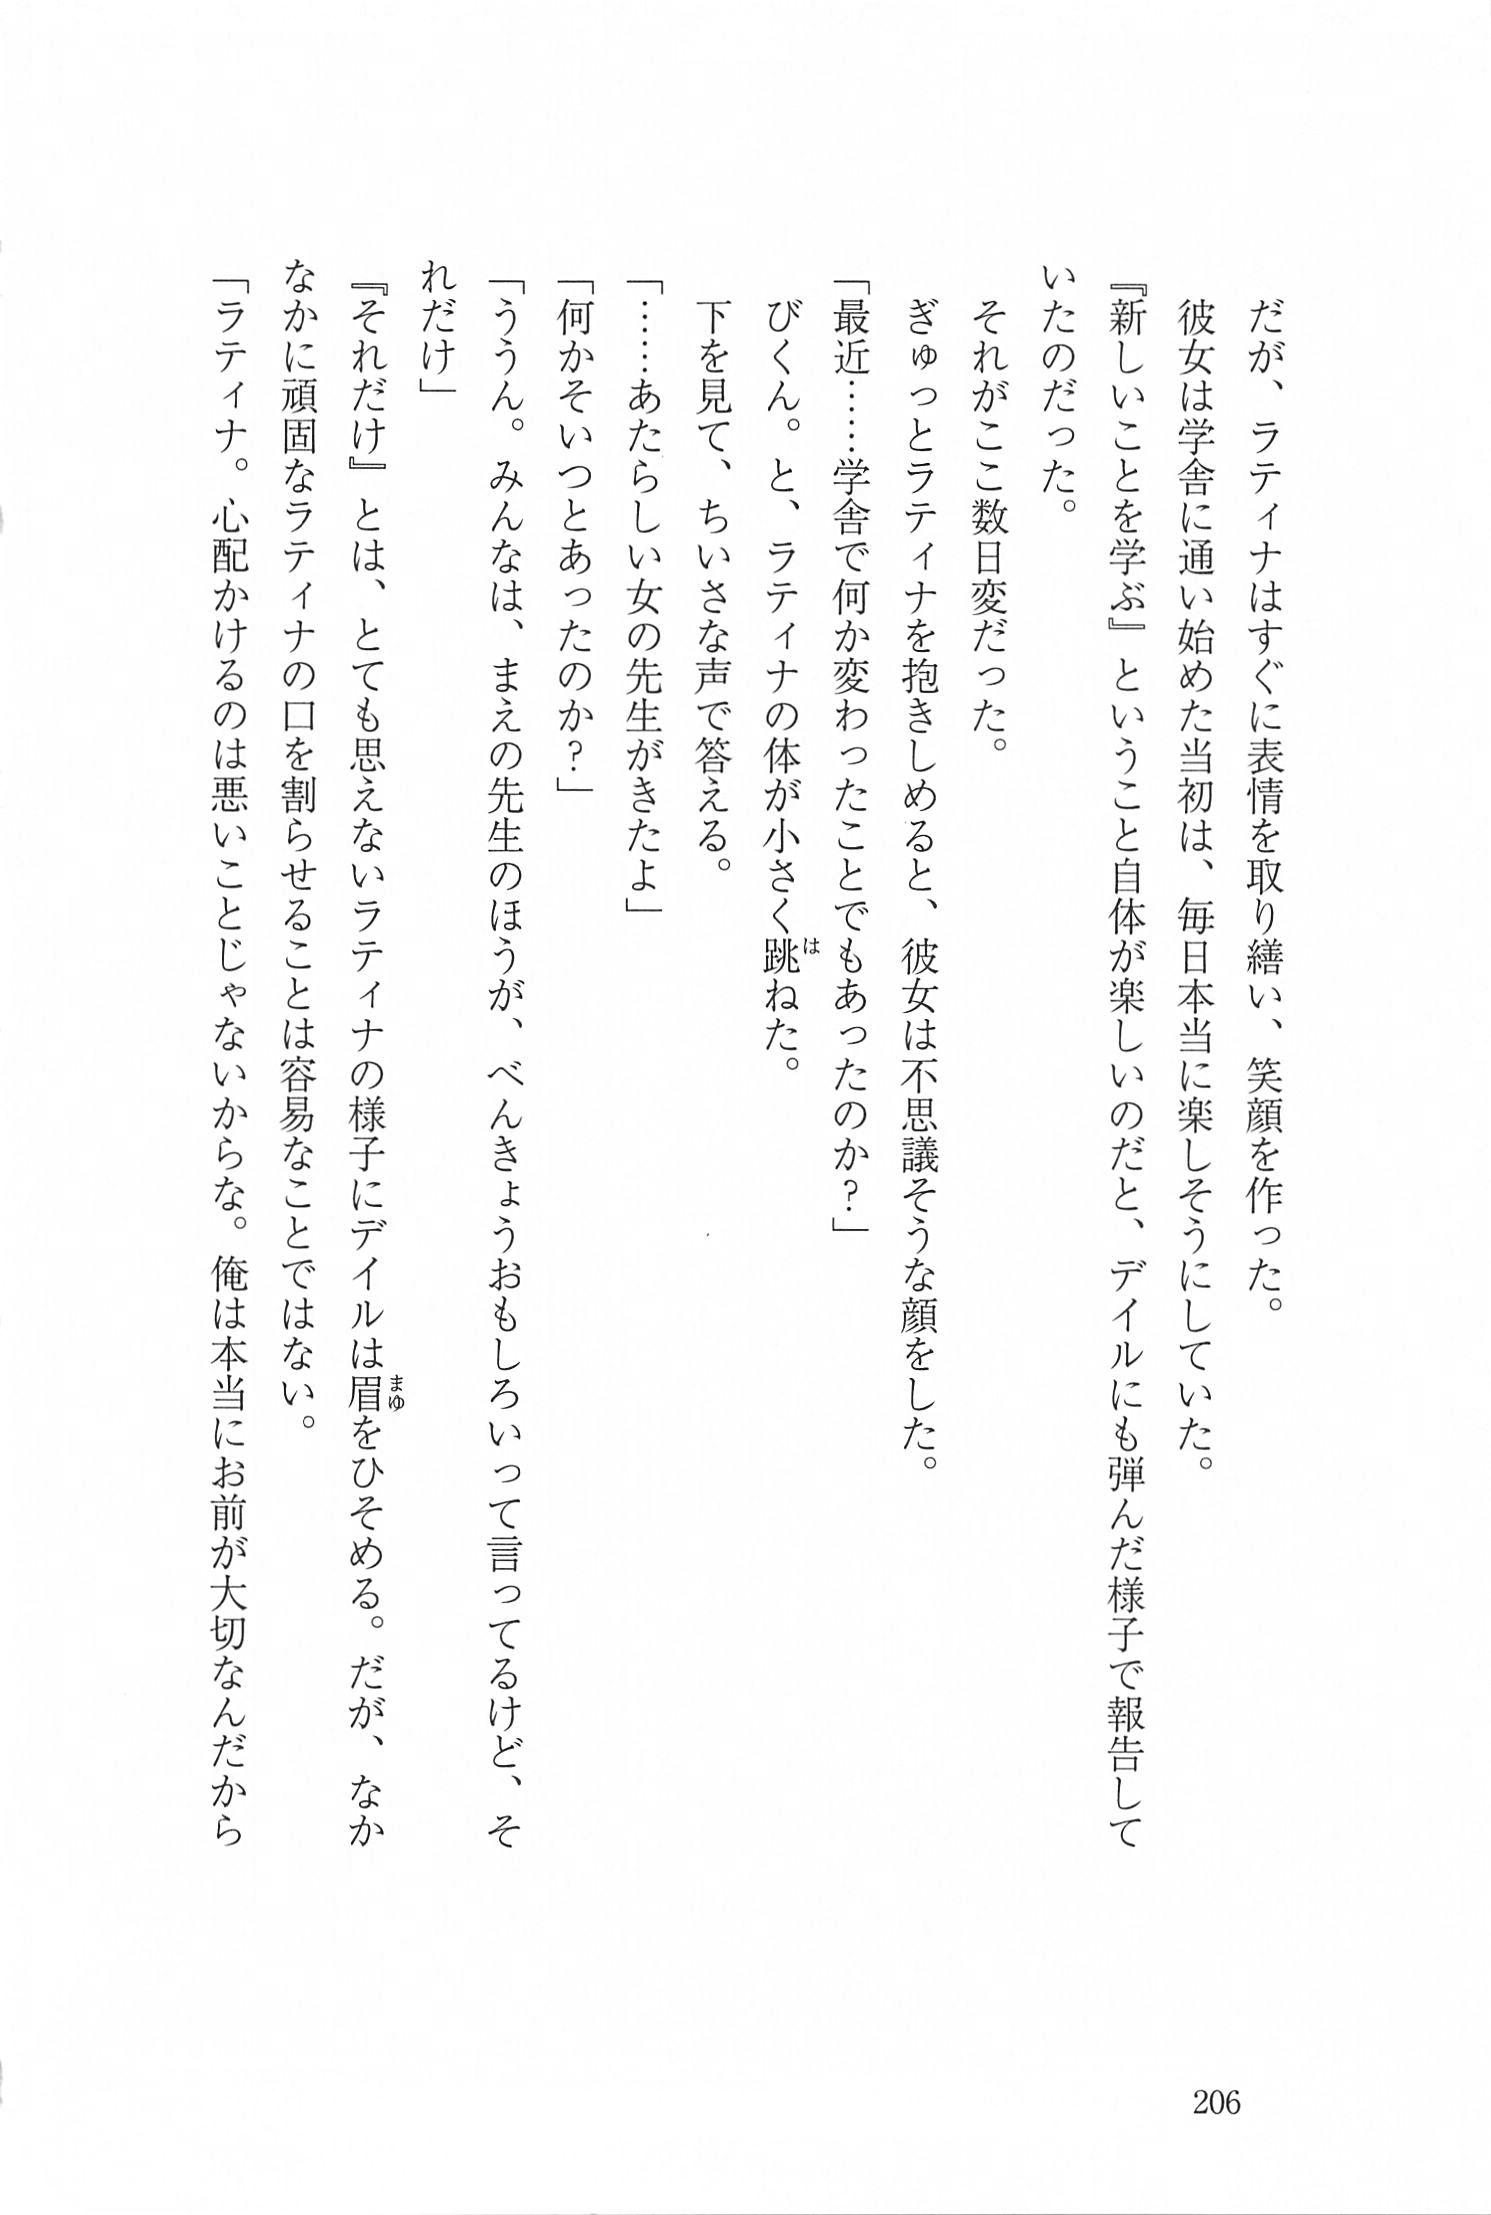 だが、ラティナはすぐに表情を取り繕い、笑顔を作った。
彼女は学舎に通い始めた当初は、毎日本当に楽しそうにしていた。
『新しいことを学ぶ』ということ自体が楽しいのだと、デイルにも弾んだ様子で報告して
いたのだった。
それがここ数日変だった。
ぎゅっとラティナを抱きしめると、彼女は不思議そうな顔をした。
「最近……学舎で何か変わったことでもあったのか？」
びくん。と、ラティナの体が小さく跳ねた。
は
下を見て、ちいさな声で答える。
「……あたらしい女の先生がきたよ」
「何かそいつとあったのか？」
「ううん。みんなは、まえの先生のほうが、べんきょうおもしろいって言ってるけど、そ
れだけ」
『それだけ』とは、とても思えないラティナの様子にデイルは眉をひそめる。だが、なか
まゆ
なかに頑固なラティナの口を割らせることは容易なことではない。
「ラティナ。心配かけるのは悪いことじゃないからな。俺は本当にお前が大切なんだから
206